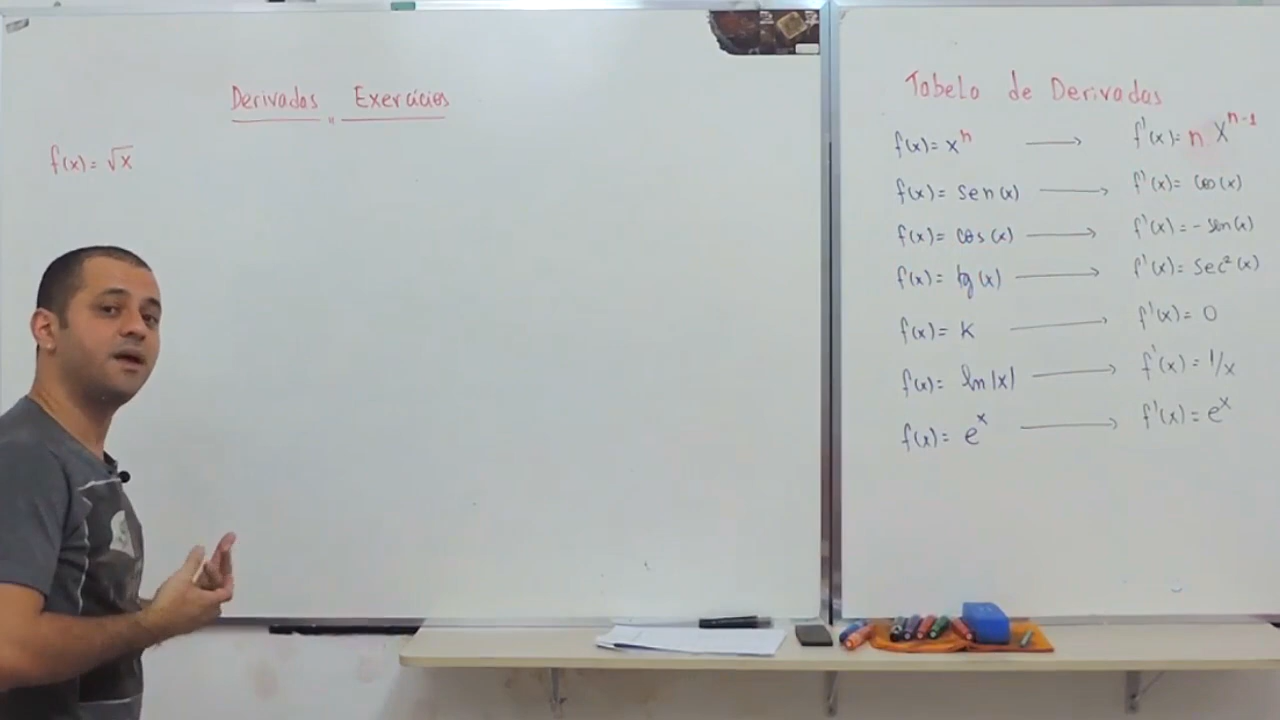 Derivadas Exercícios
f(x) = √x
Tabela de Derivadas
f(x) = xⁿ → f'(x) = n xⁿ⁻¹
f(x) = sen(x) → f'(x) = cos(x)
f(x) = cos(x) → f'(x) = - sen(x)
f(x) = tg(x) → f'(x) = sec²(x)
f(x) = K → f'(x) = 0
f(x) = ln|x| → f'(x) = 1/x
f(x) = eˣ → f'(x) = eˣ